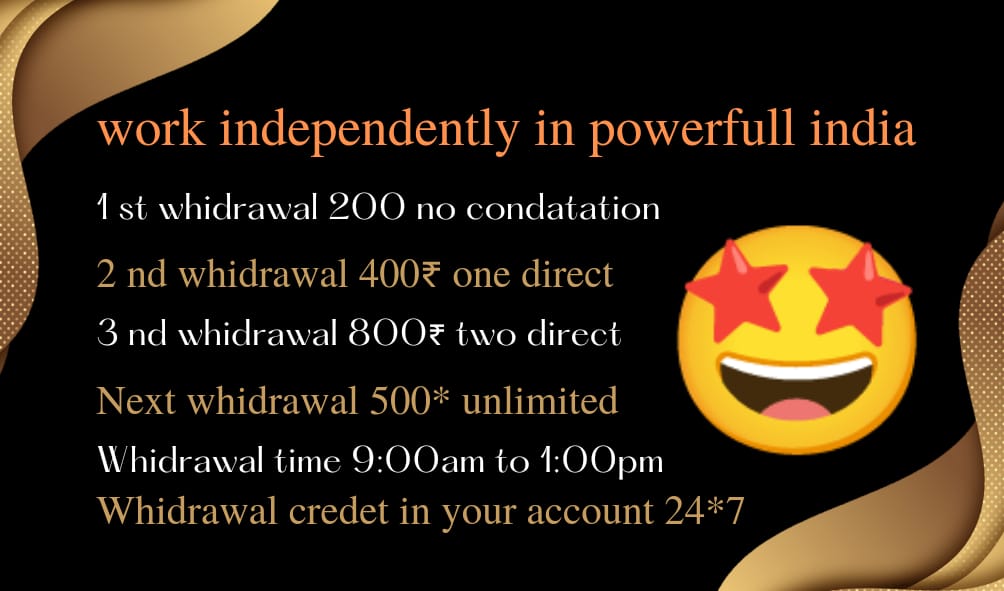 work independently in powerfull india
1 st whidrawal 200 no condatation
2 nd whidrawal 400₹ one direct
3 nd whidrawal 800₹ two direct
Next whidrawal 500* unlimited
Whidrawal time 9:00am to 1:00pm
Whidrawal credet in your account 24*7